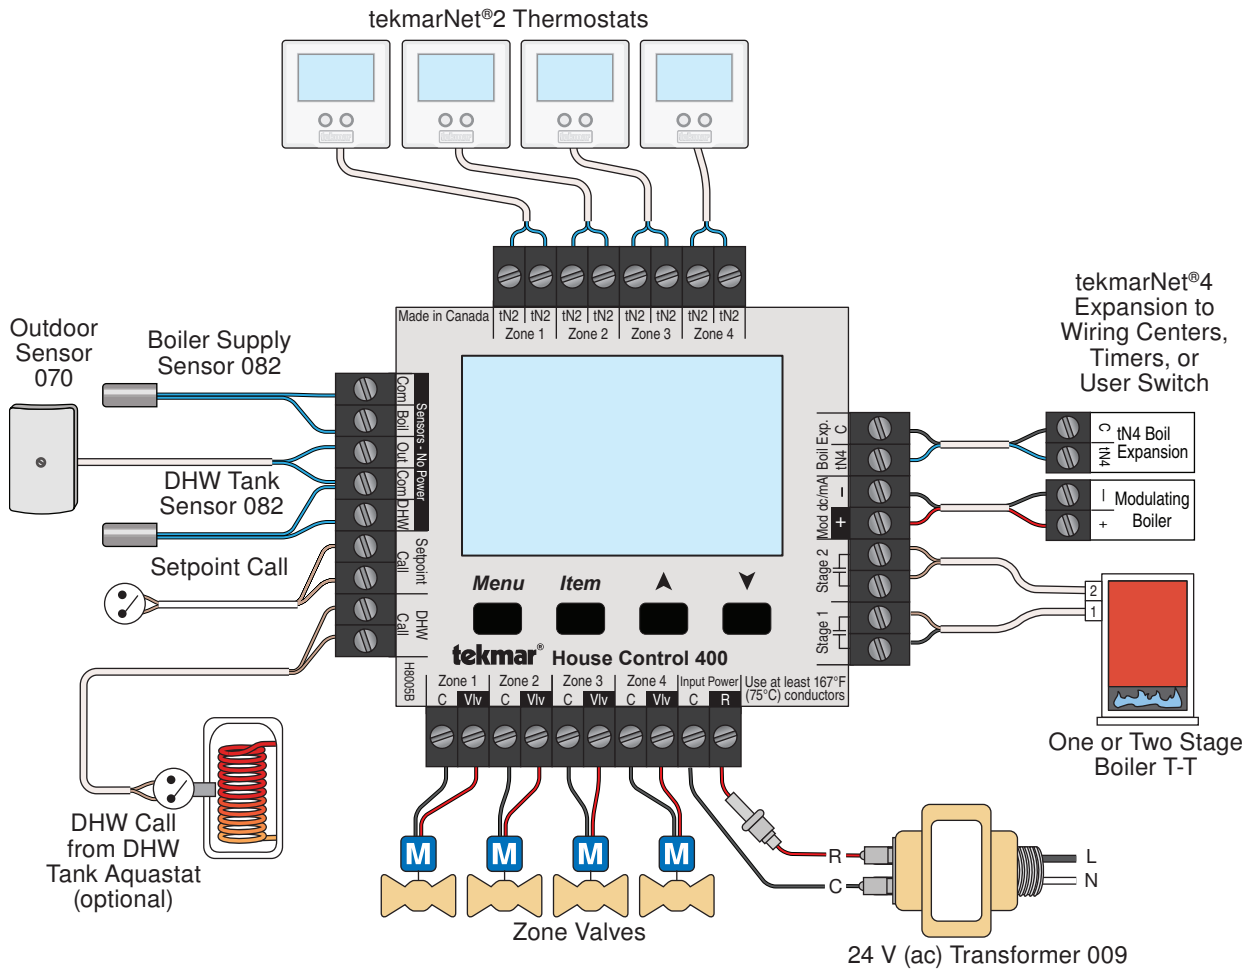 tekmarNet®2 Thermostats
tekmar
tekmar
tekmar
tekmar
Made in Canada
tN2 tN2 tN2 tN2 tN2 tN2 tN2 tN2
Zone 1 Zone 2 Zone 3 Zone 4
Outdoor
Sensor
070
Boiler Supply
Sensor 082
DHW Tank
Sensor 082
Setpoint Call
DHW Call
from DHW
Tank Aquastat
(optional)
Com
Boil
Out
Com
DHW
Sensors - No Power
Setpoint
Call
DHW
Call
H8005B
Menu
Item
tekmar® House Control 400
Boil Exp.
C
tN4
Mod dc/mA
–
+
Stage 2
Stage 1
tekmarNet®4
Expansion to
Wiring Centers,
Timers, or
User Switch
C
tN4
tN4 Boil
Expansion
–
+
Modulating
Boiler
2
1
One or Two Stage
Boiler T-T
Zone 1 Zone 2 Zone 3 Zone 4 Input Power
C Vlv C Vlv C Vlv C Vlv C R
Use at least 167°F
(75°C) conductors
M M M M
Zone Valves
R
C
L
N
24 V (ac) Transformer 009